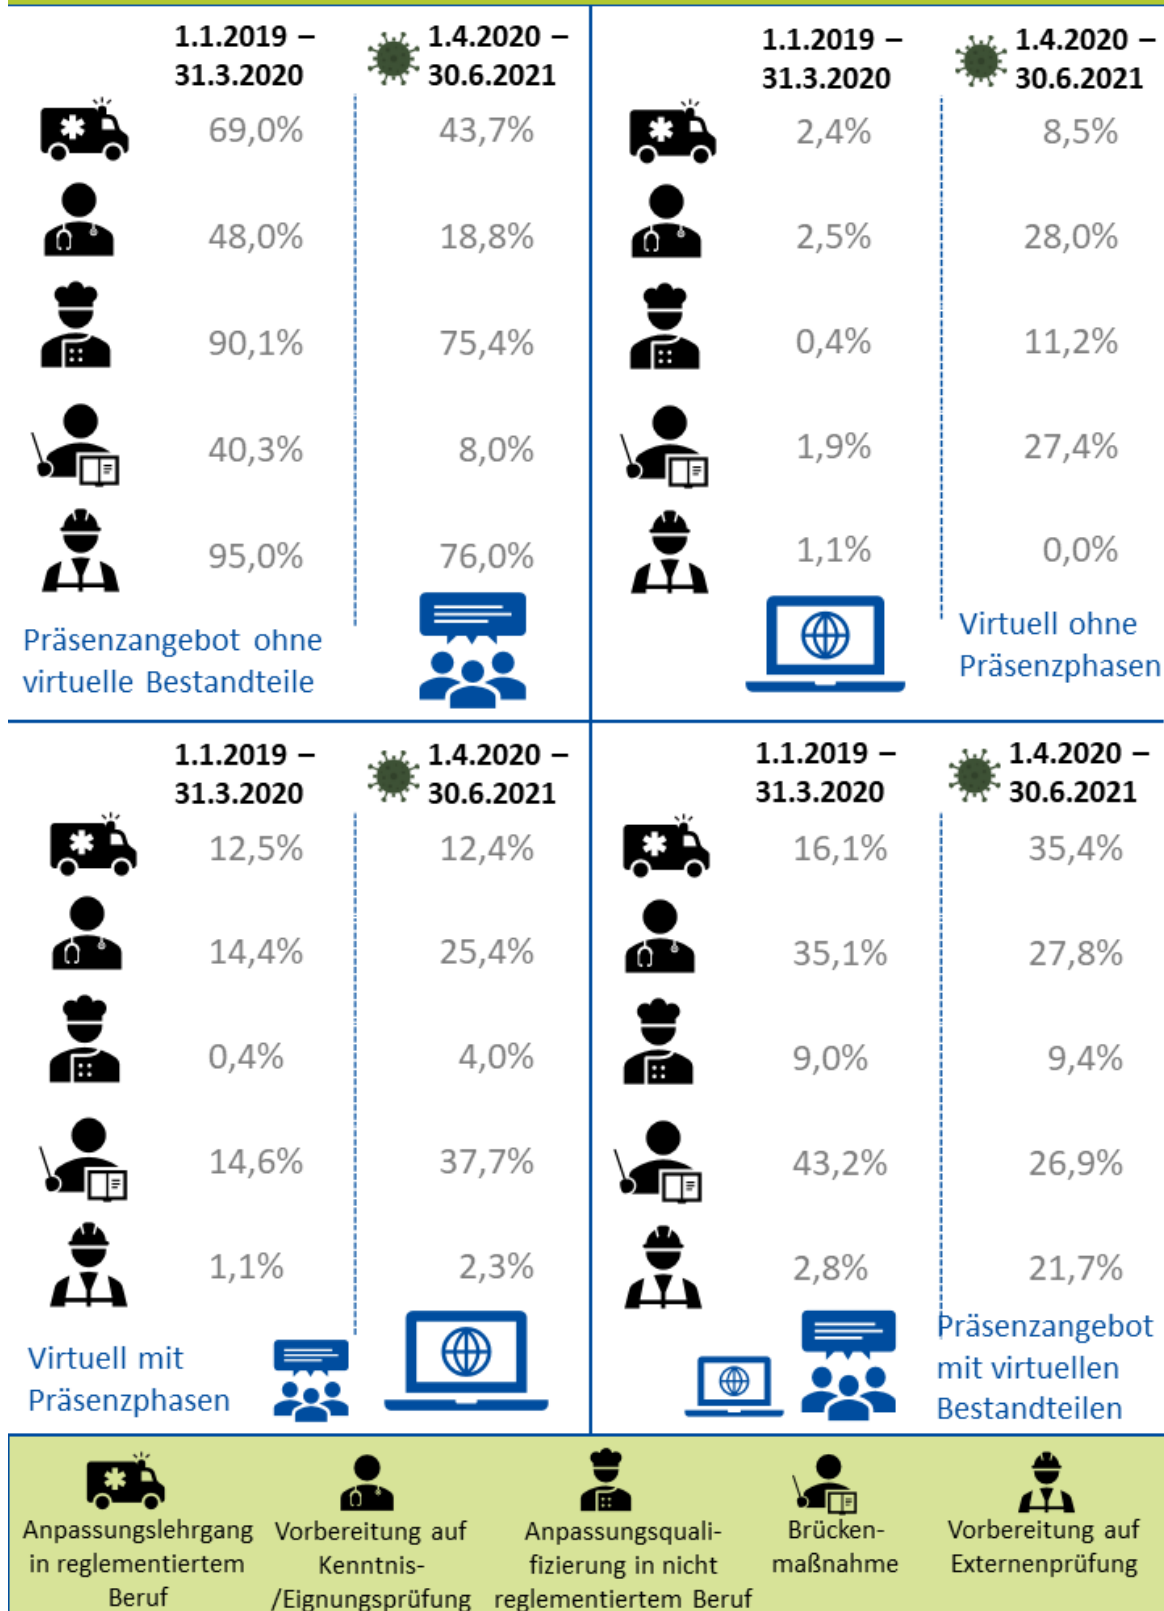 1.1.2019 – 1.4.2020 –
31.3.2020 30.6.2021
69,0% 43,7%
48,0% 18,8%
90,1% 75,4%
40,3% 8,0%
95,0% 76,0%
Präsenzangebot ohne
virtuelle Bestandteile
1.1.2019 – 1.4.2020 –
31.3.2020 30.6.2021
2,4% 8,5%
2,5% 28,0%
0,4% 11,2%
1,9% 27,4%
1,1% 0,0%
Virtuell ohne
Präsenzphasen
1.1.2019 – 1.4.2020 –
31.3.2020 30.6.2021
12,5% 12,4%
14,4% 25,4%
0,4% 4,0%
14,6% 37,7%
1,1% 2,3%
Virtuell mit
Präsenzphasen
1.1.2019 – 1.4.2020 –
31.3.2020 30.6.2021
16,1% 35,4%
35,1% 27,8%
9,0% 9,4%
43,2% 26,9%
2,8% 21,7%
Präsenzangebot
mit virtuellen
Bestandteilen
Anpassungslehrgang
in reglementiertem
Beruf
Vorbereitung auf
Kenntnis-
/Eignungsprüfung
Anpassungsquali-
fizierung in nicht
reglementiertem Beruf
Brücken-
maßnahme
Vorbereitung auf
Externenprüfung